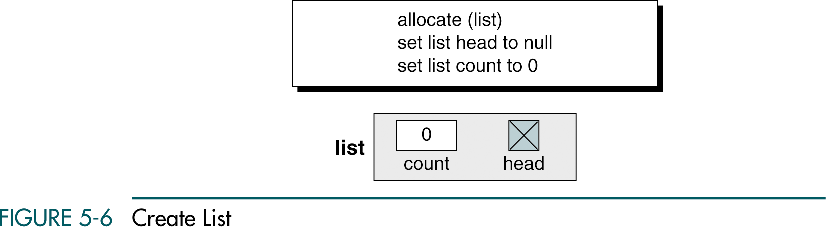 allocate (list)
set list head to null
set list count to 0
0
list
count head
FIGURE 5-6 Create List